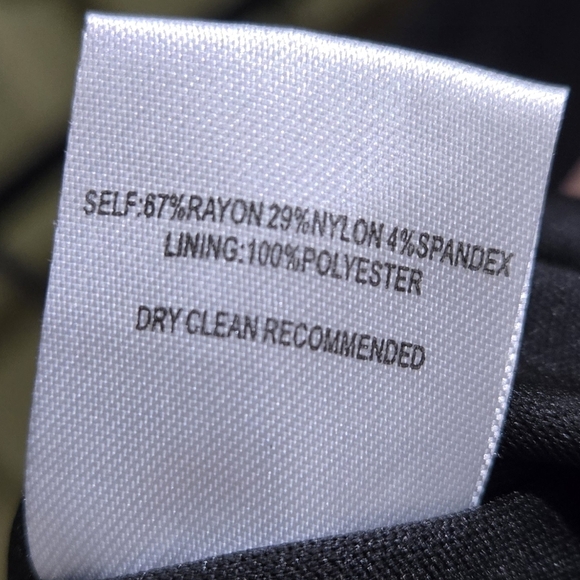 SELF:67%RAYON 29%NYLON 4%SPANDEX
LINING:100%POLYESTER
DRY CLEAN RECOMMENDED